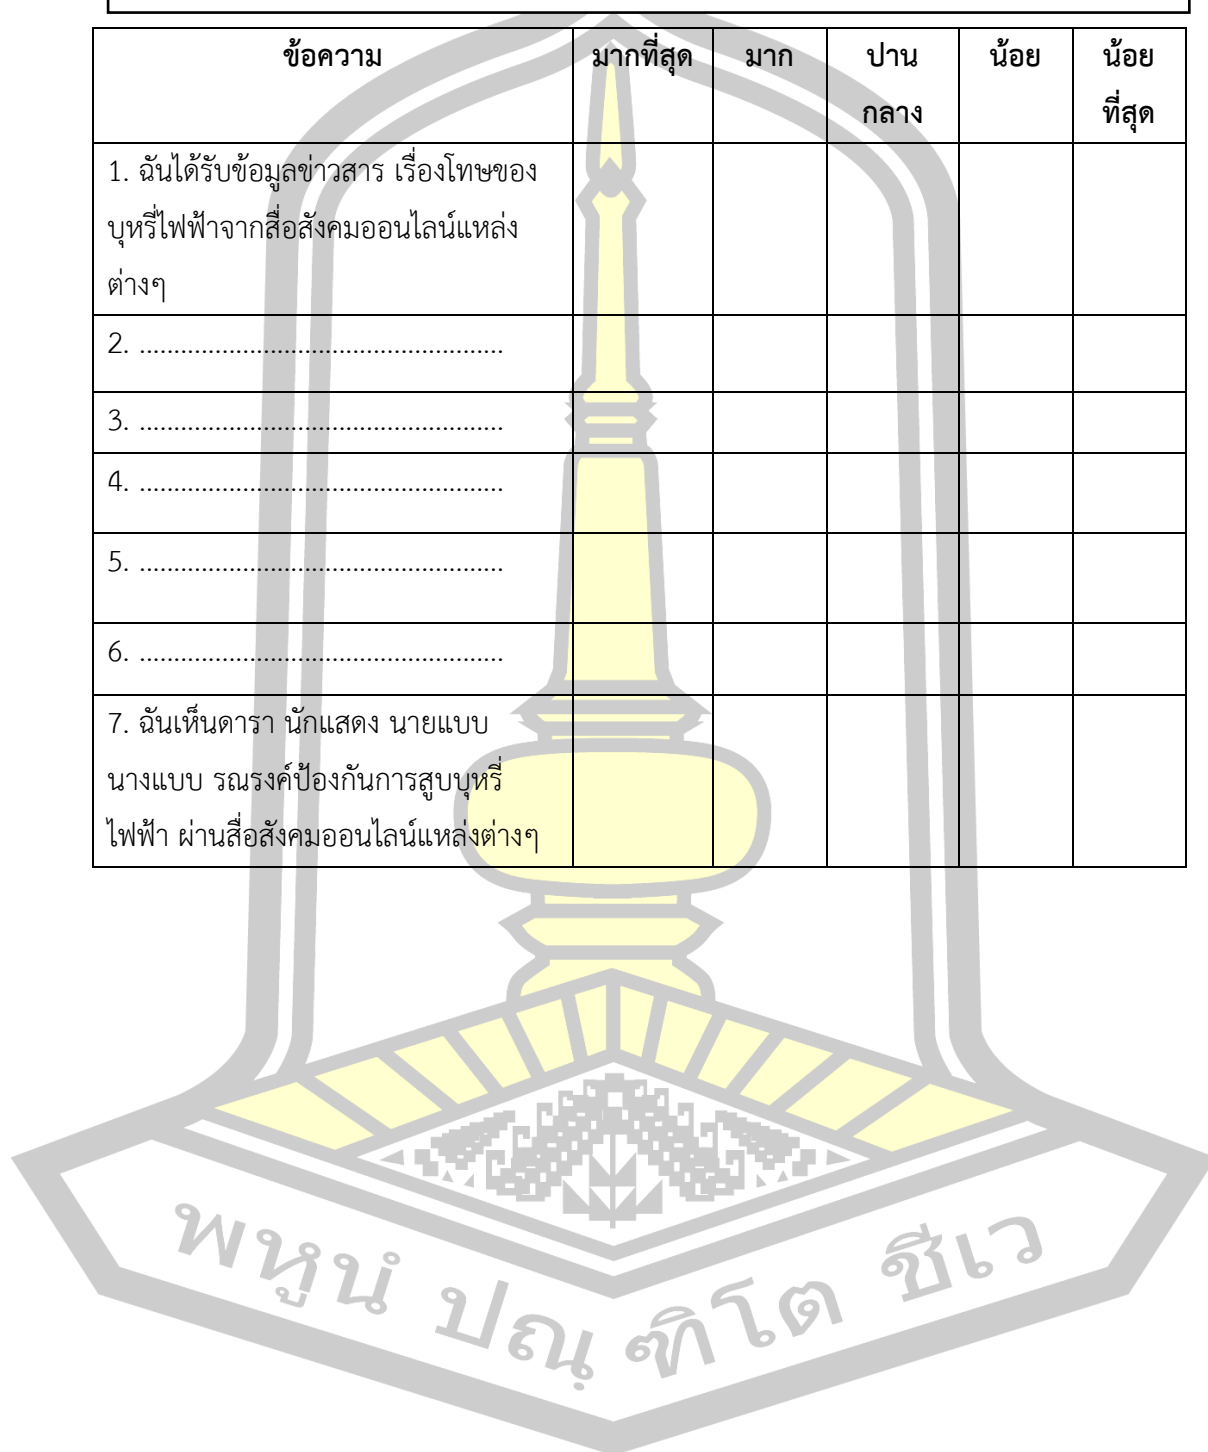 ข้อความ มากที่สุด มาก ปาน น้อย น้อย
กลาง ที่สุด
1. ฉันได้รับข้อมูลข่าวสาร เรื่องโทษของ
บุหรี่ไฟฟ้าจากสื่อสังคมออนไลน์แหล่ง
ต่างๆ
2. .....................................................
3. .....................................................
4. .....................................................
5. .....................................................
6. .....................................................
7. ฉันเห็นดารา นักแสดง นายแบบ
นางแบบ รณรงค์ป้องกันการสูบบุหรี่
ไฟฟ้า ผ่านสื่อสังคมออนไลน์แหล่งต่างๆ
พหูนํ ปณฺฑิโต ชีเว